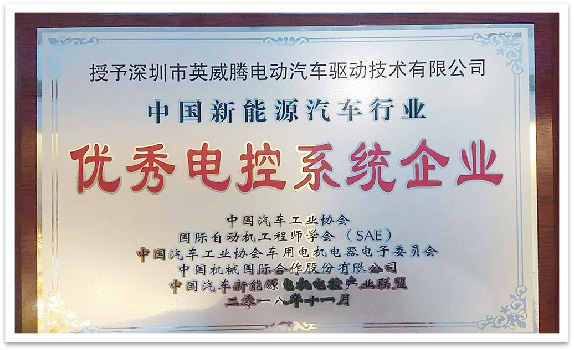 授予深圳市英威腾电动汽车驱动技术有限公司
中国新能源汽车行业
优秀电控系统企业
中国汽车工业协会
国际自动机工程师学会（SAE）
中国汽车工业协会车用电机电器电子委员会
中国机械国际合作股份有限公司
中国汽车新能源电机电控产业联盟
二零一八年十一月